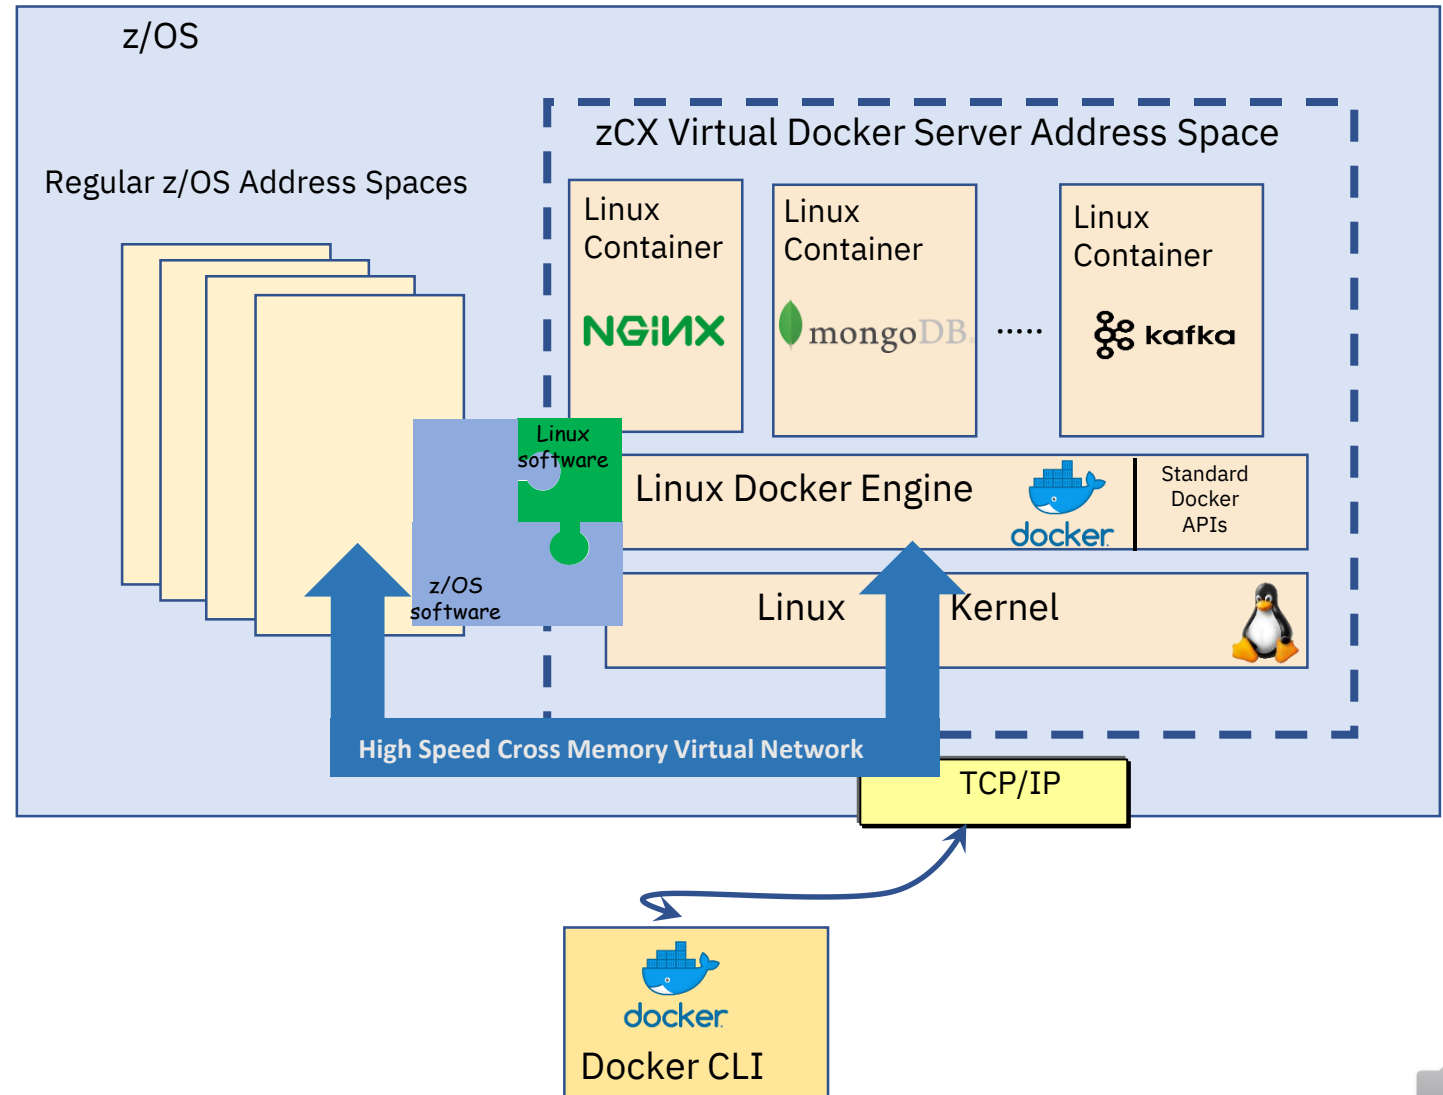 z/OS
zCX Virtual Docker Server Address Space
Regular z/OS Address Spaces
Linux
Container
NGiNX
Linux
Container
mongoDB.
.....
Linux
Container
kafka
Linux
software
z/OS
software
Linux Docker Engine
docker
Standard
Docker
APIs
Linux Kernel
High Speed Cross Memory Virtual Network
TCP/IP
docker
Docker CLI